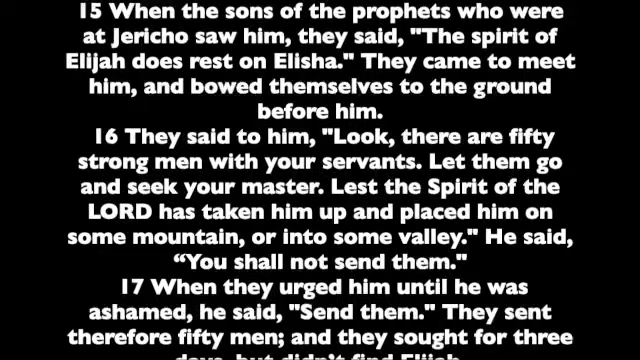 15 When the sons of the prophets who were
at Jericho saw him, they said, "The spirit of
Elijah does rest on Elisha." They came to meet
him, and bowed themselves to the ground
before him.
16 They said to him, "Look, there are fifty
strong men with your servants. Let them go
and seek your master. Lest the Spirit of the
LORD has taken him up and placed him on
some mountain, or into some valley." He said,
“You shall not send them."
17 When they urged him until he was
ashamed, he said, "Send them." They sent
therefore fifty men; and they sought for three
days, but didn't find Elijah